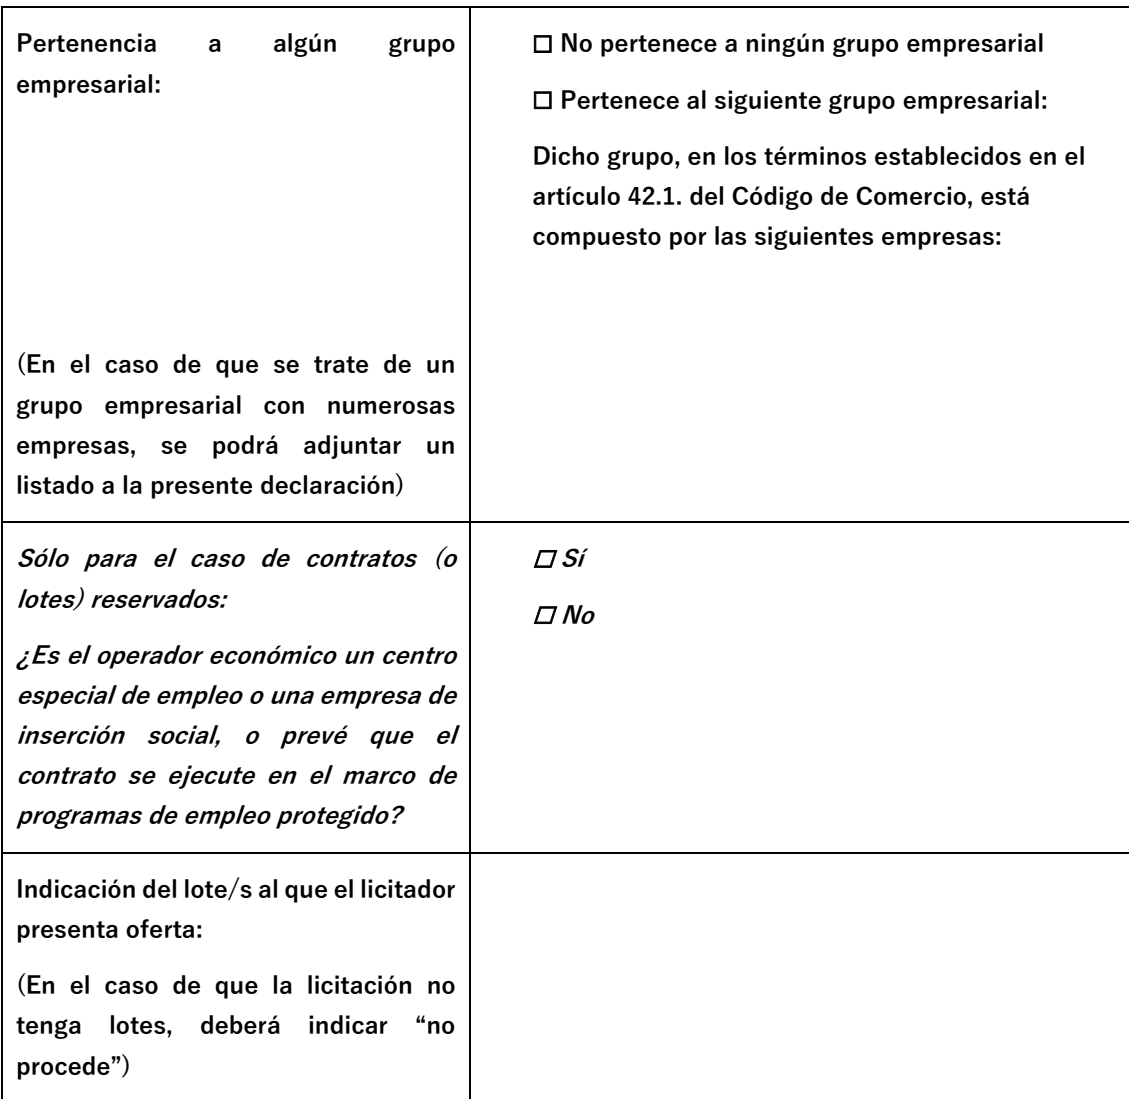 Pertenencia a algún grupo
empresarial:
(En el caso de que se trate de un
grupo empresarial con numerosas
empresas, se podrá adjuntar un
listado a la presente declaración)
☐ No pertenece a ningún grupo empresarial
☐ Pertenece al siguiente grupo empresarial:
Dicho grupo, en los términos establecidos en el
artículo 42.1. del Código de Comercio, está
compuesto por las siguientes empresas:
Sólo para el caso de contratos (o
lotes) reservados:
¿Es el operador económico un centro
especial de empleo o una empresa de
inserción social, o prevé que el
contrato se ejecute en el marco de
programas de empleo protegido?
☐ Sí
☐ No
Indicación del lote/s al que el licitador
presenta oferta:
(En el caso de que la licitación no
tenga lotes, deberá indicar “no
procede”)